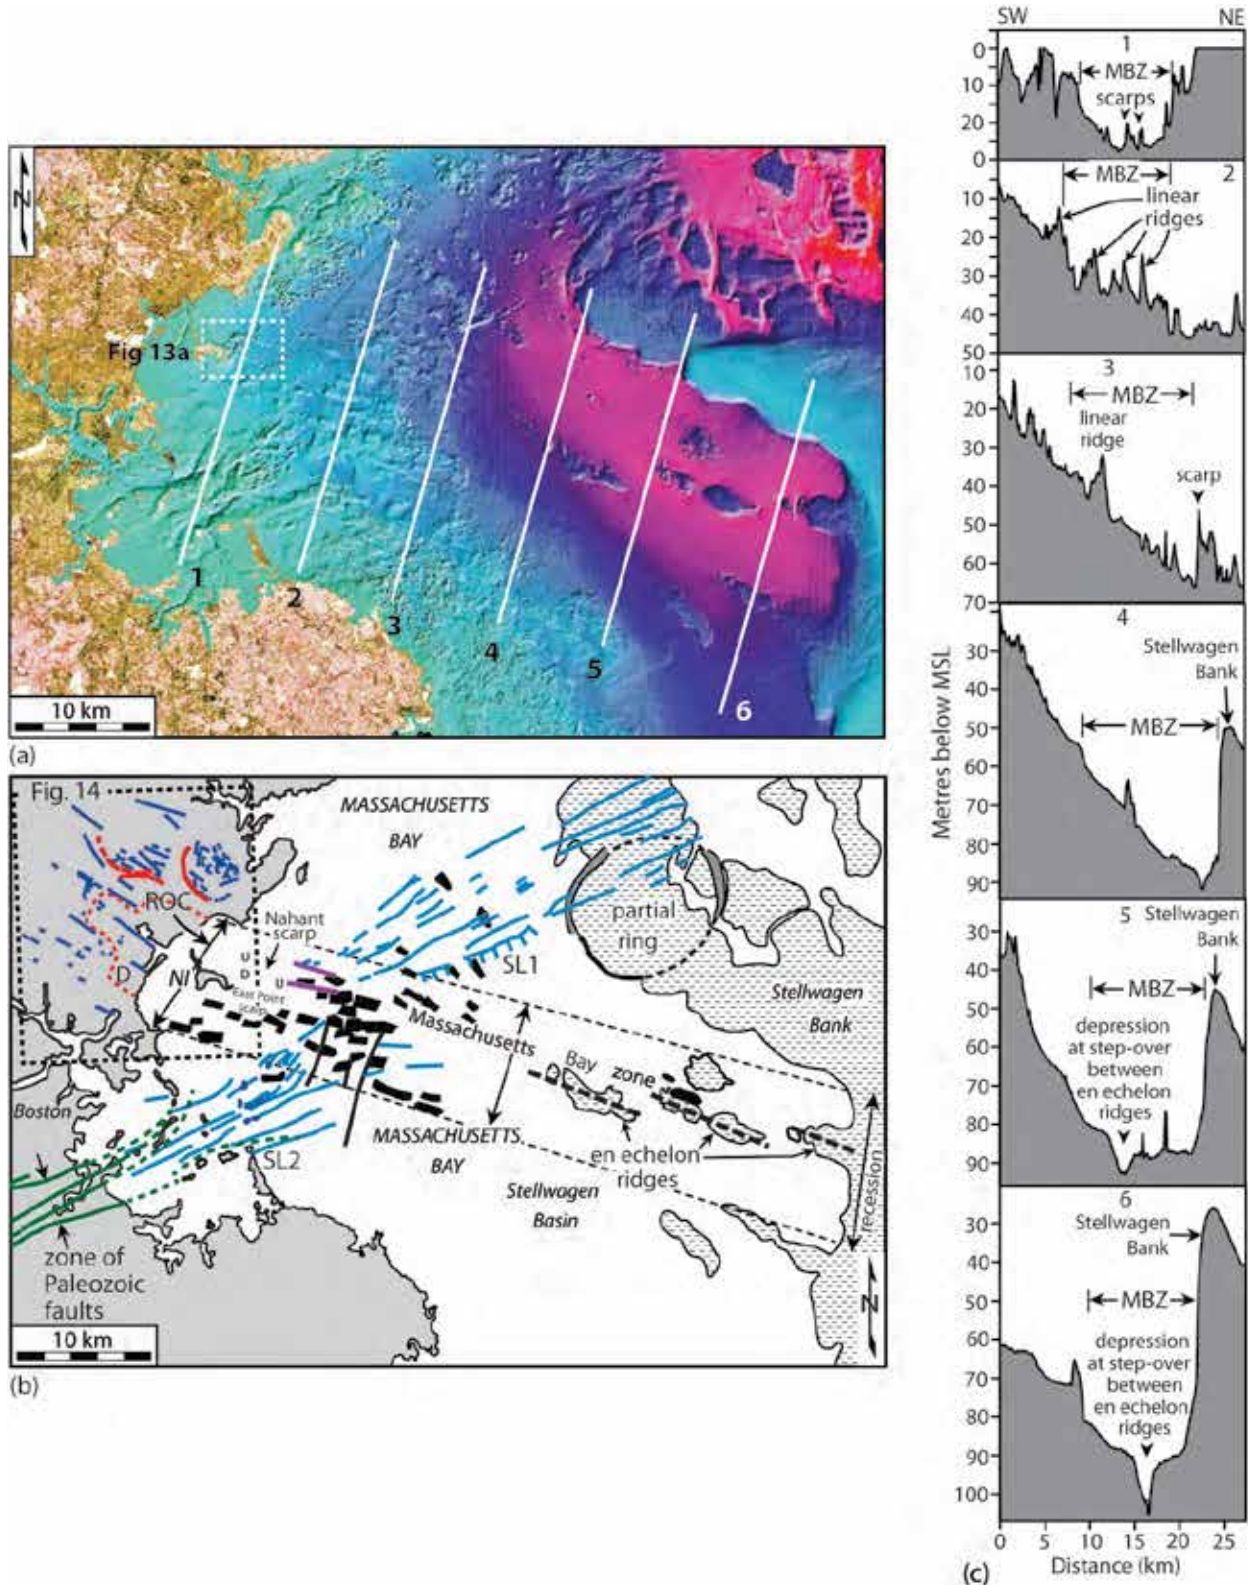 N
Fig 13a
1
2
3
4
5
6
10 km
(a)
Fig. 14
MASSACHUSETTS
BAY
ROC
Nahant
scarp
U
D
U
East Point
scarp
D
NI
SL1
partial
ring
Stellwagen
Bank
Massachusetts
Bay zone
Boston
SL2
MASSACHUSETTS
BAY
en echelon
ridges
Stellwagen
Basin
recession
zone of
Paleozoic
faults
N
10 km
(b)
SW NE
1
0
10
20
0
MBZ
scarps
2
10
20
30
40
50
MBZ
linear
ridges
3
10
20
30
40
50
60
70
MBZ
linear
ridge
scarp
4
30
40
50
60
70
80
90
Stellwagen
Bank
MBZ
Metres below MSL
5
30
40
50
60
70
80
90
Stellwagen
Bank
MBZ
depression
at step-over
between
en echelon
ridges
6
30
40
50
60
70
80
90
100
Stellwagen
Bank
MBZ
depression
at step-over
between
en echelon
ridges
0 5 10 15 20 25
Distance (km)
(c)